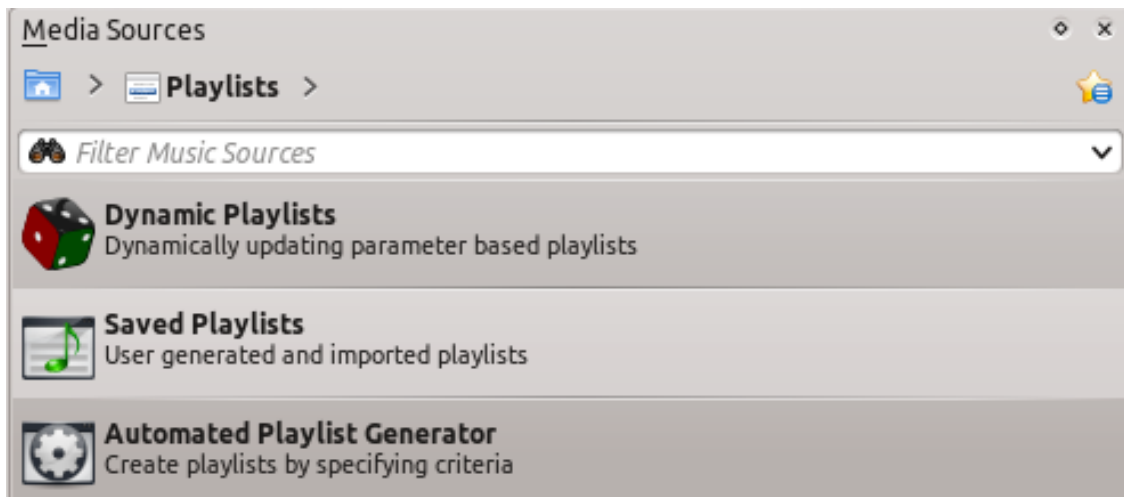 Media Sources
> Playlists >
Filter Music Sources
Dynamic Playlists
Dynamically updating parameter based playlists
Saved Playlists
User generated and imported playlists
Automated Playlist Generator
Create playlists by specifying criteria